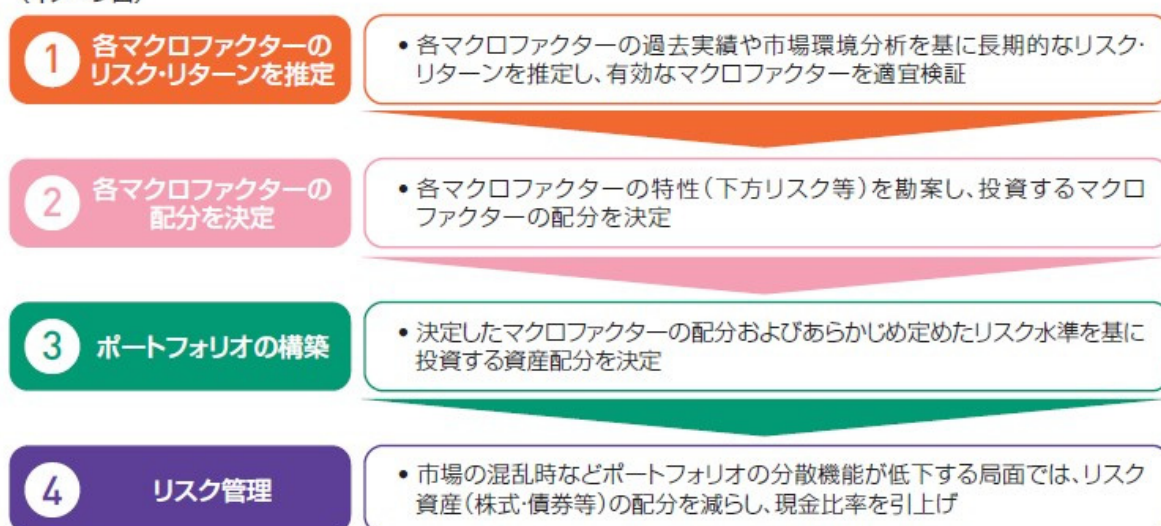 1
各マクロファクターの
リスク・リターンを推定
• 各マクロファクターの過去実績や市場環境分析を基に長期的なリスク・
リターンを推定し、有効なマクロファクターを適宜検証
2
各マクロファクターの
配分を決定
• 各マクロファクターの特性(下方リスク等)を勘案し、投資するマクロ
ファクターの配分を決定
3
ポートフォリオの構築
• 決定したマクロファクターの配分およびあらかじめ定めたリスク水準を基に
投資する資産配分を決定
4
リスク管理
• 市場の混乱時などポートフォリオの分散機能が低下する局面では、リスク
資産(株式・債券等)の配分を減らし、現金比率を引上げ